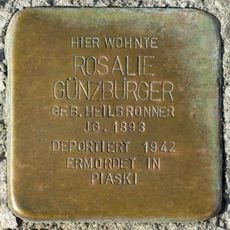 HIER WOHNTE
ROSALIE
GÜNZBURGER
GEB. HEILBRONNER
JG. 1893
DEPORTIERT 1942
ERMORDET IN
PIASKI